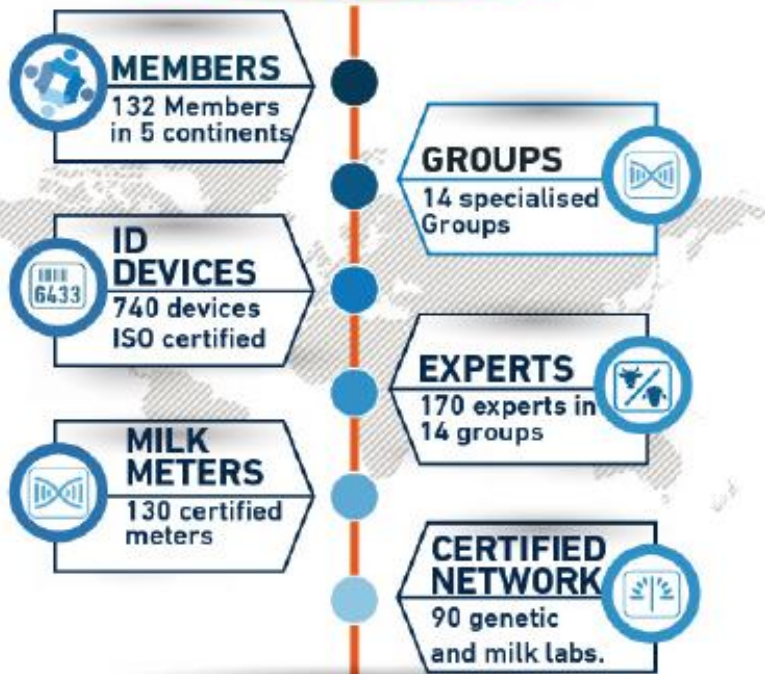 MEMBERS
132 Members
in 5 continents
GROUPS
14 specialised
Groups
ID
DEVICES
6433
740 devices
ISO certified
EXPERTS
170 experts in
14 groups
MILK
METERS
130 certified
meters
CERTIFIED
NETWORK
90 genetic
and milk labs.